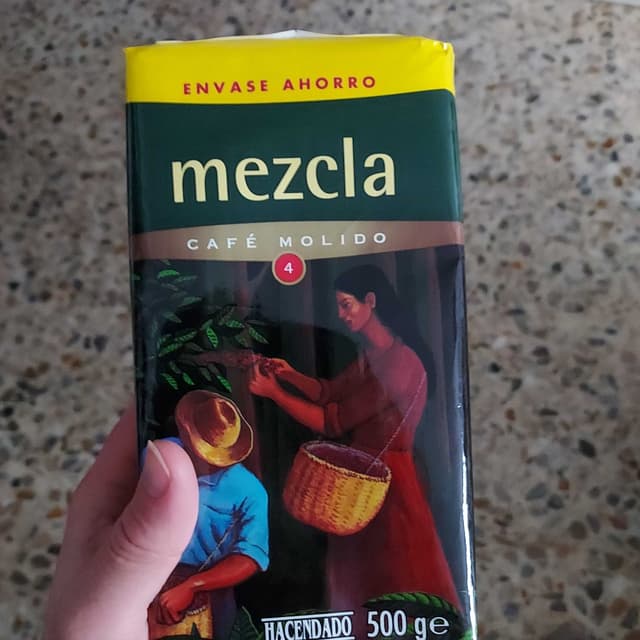 ENVASE AHORRO
mezcla
CAFÉ MOLIDO
4
HACENDADO 500 g e